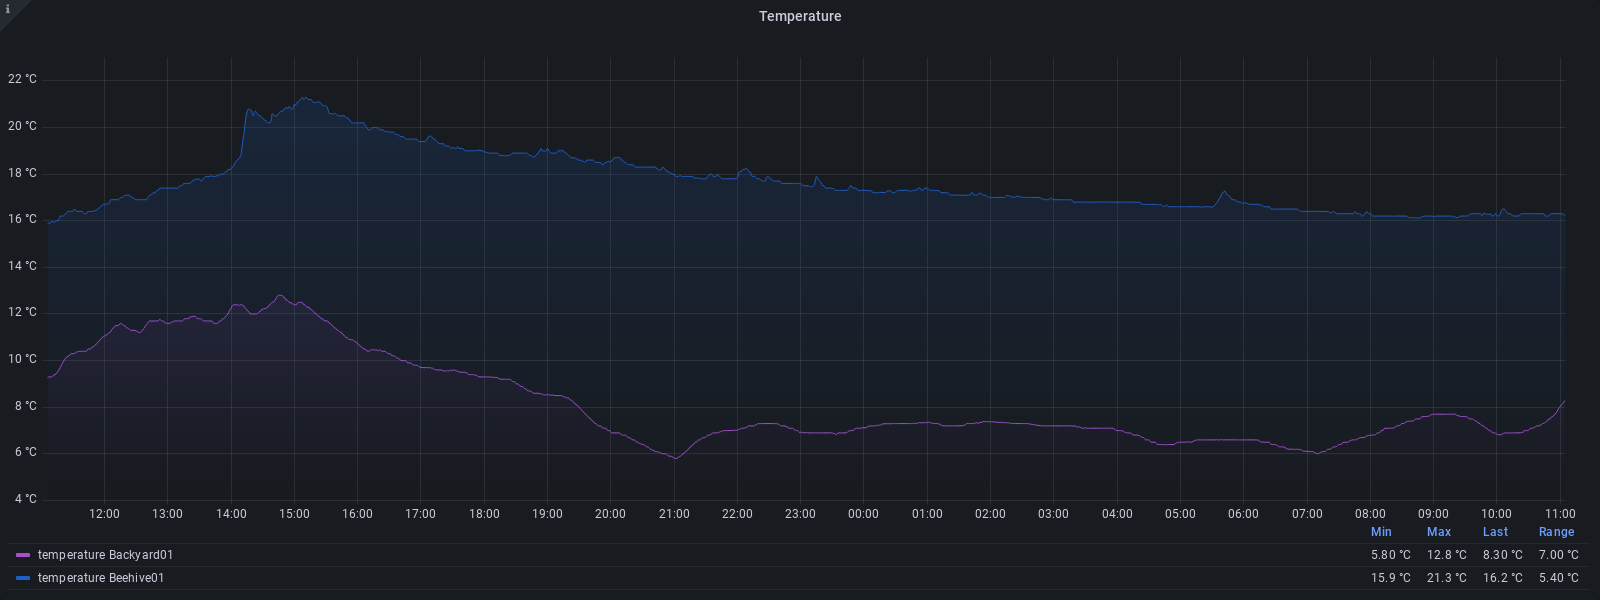 i
Temperature
22 °C
20 °C
18 °C
16 °C
14 °C
12 °C
10 °C
8 °C
6 °C
4 °C
12:00 13:00 14:00 15:00 16:00 17:00 18:00 19:00 20:00 21:00 22:00 23:00 00:00 01:00 02:00 03:00 04:00 05:00 06:00 07:00 08:00 09:00 10:00 11:00
Min Max Last Range
temperature Backyard01 5.80 °C 12.8 °C 8.30 °C 7.00 °C
temperature Beehive01 15.9 °C 21.3 °C 16.2 °C 5.40 °C